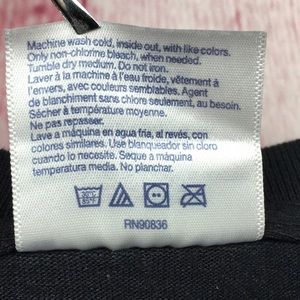 Machine wash cold, inside out, with like colors.
Only non-chlorine bleach, when needed.
Tumble dry medium. Do not iron.
Laver à la machine à l'eau froide, vêtement à
l'envers, avec couleurs semblables. Agent
de blanchiment sans chlore seulement, au besoin.
Sécher à température moyenne.
Ne pas repasser.
Lave a máquina en agua fría, al revés, con
colores similares. Use blanqueador sin cloro
cuando lo necesite. Seque a máquina
temperatura media. No planchar.
RN90836